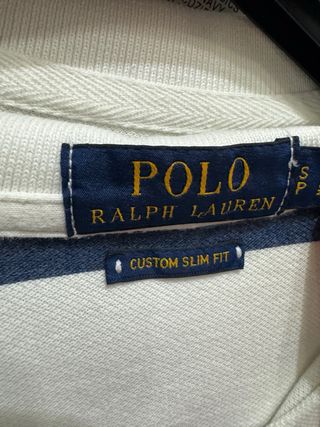 POLO
RALPH LAUREN
S
P
CUSTOM SLIM FIT